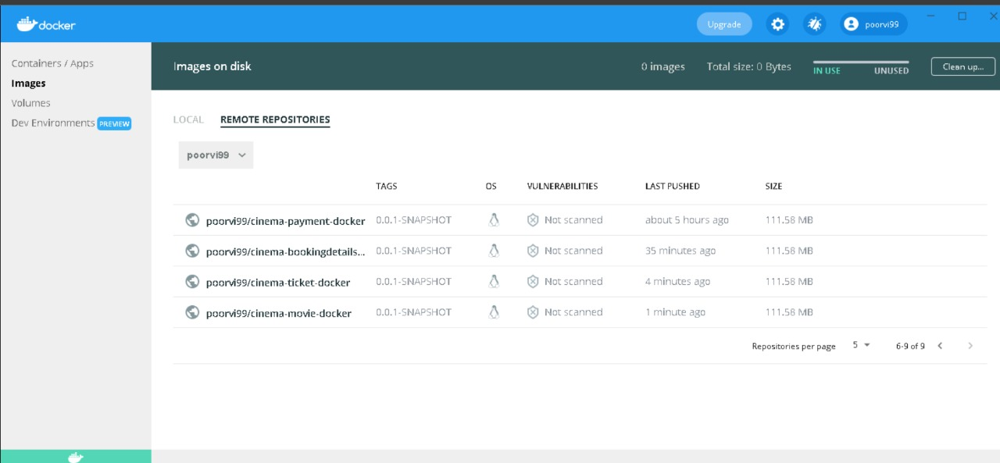 docker
Upgrade
poorvi99
Containers / Apps
Images
Volumes
Dev Environments PREVIEW
Images on disk
0 images
Total size: 0 Bytes
IN USE
UNUSED
Clean up...
LOCAL
REMOTE REPOSITORIES
poorvi99
TAGS OS VULNERABILITIES LAST PUSHED SIZE
poorvi99/cinema-payment-docker 0.0.1-SNAPSHOT Not scanned about 5 hours ago 111.58 MB
poorvi99/cinema-bookingdetails... 0.0.1-SNAPSHOT Not scanned 35 minutes ago 111.58 MB
poorvi99/cinema-ticket-docker 0.0.1-SNAPSHOT Not scanned 4 minutes ago 111.58 MB
poorvi99/cinema-movie-docker 0.0.1-SNAPSHOT Not scanned 1 minute ago 111.58 MB
Repositories per page 5 6-9 of 9